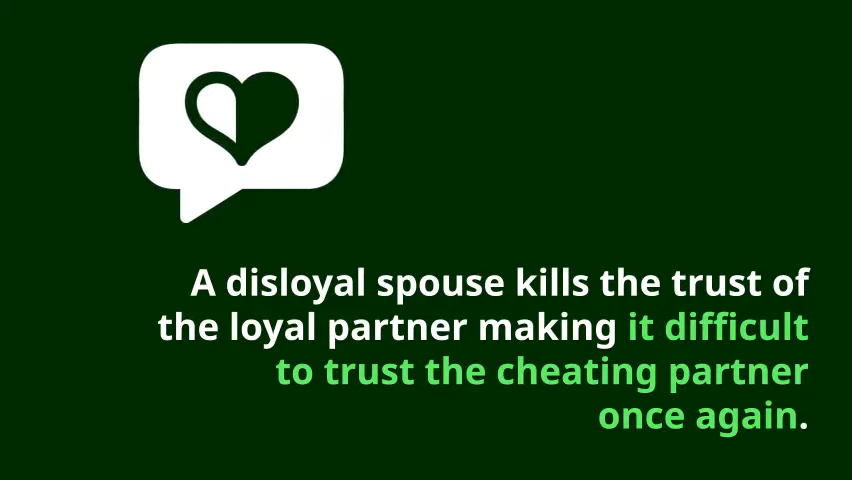 A disloyal spouse kills the trust of
the loyal partner making it difficult
to trust the cheating partner
once again.